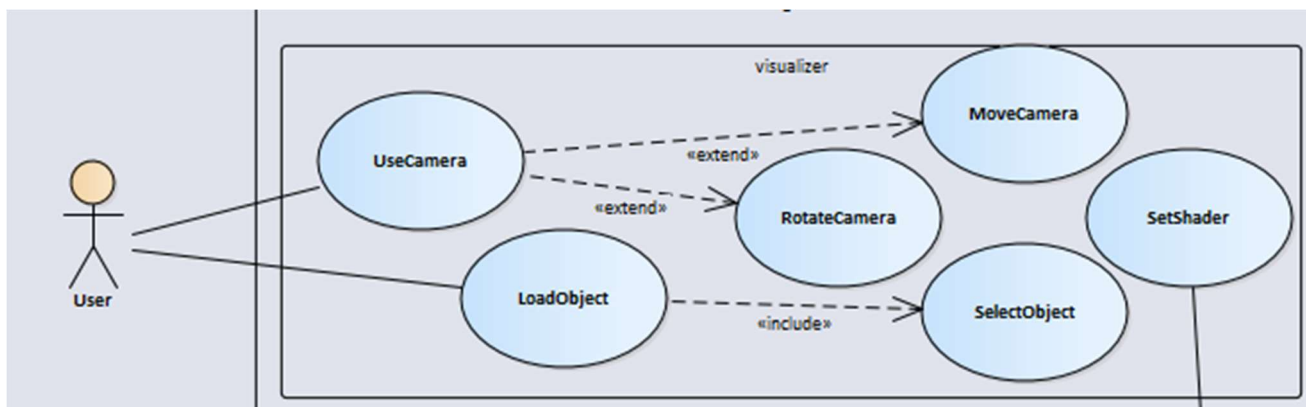 visualizer
MoveCamera
UseCamera
«extend»
«extend»
RotateCamera
SetShader
User
LoadObject
«include»
SelectObject